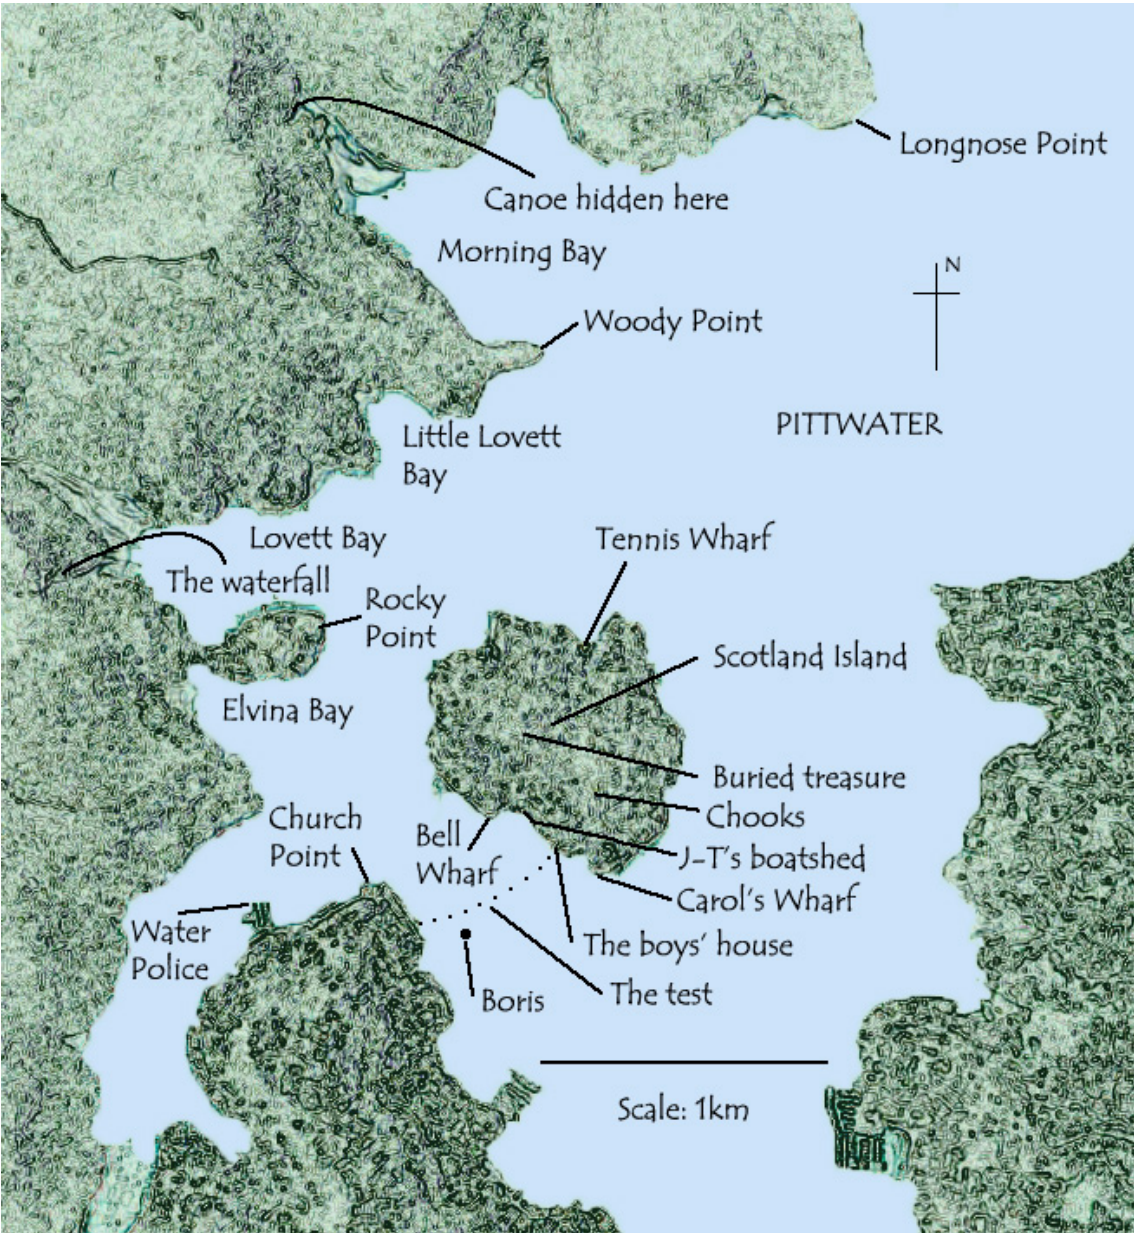 Longnose Point
Canoe hidden here
Morning Bay
N
Woody Point
PITTWATER
Little Lovett
Bay
Lovett Bay
Tennis Wharf
The waterfall
Rocky
Point
Scotland Island
Elvina Bay
Buried treasure
Chooks
Church
Point
Bell
Wharf
J-T's boatshed
Carol's Wharf
Water
Police
The boys' house
The test
Boris
Scale: 1km